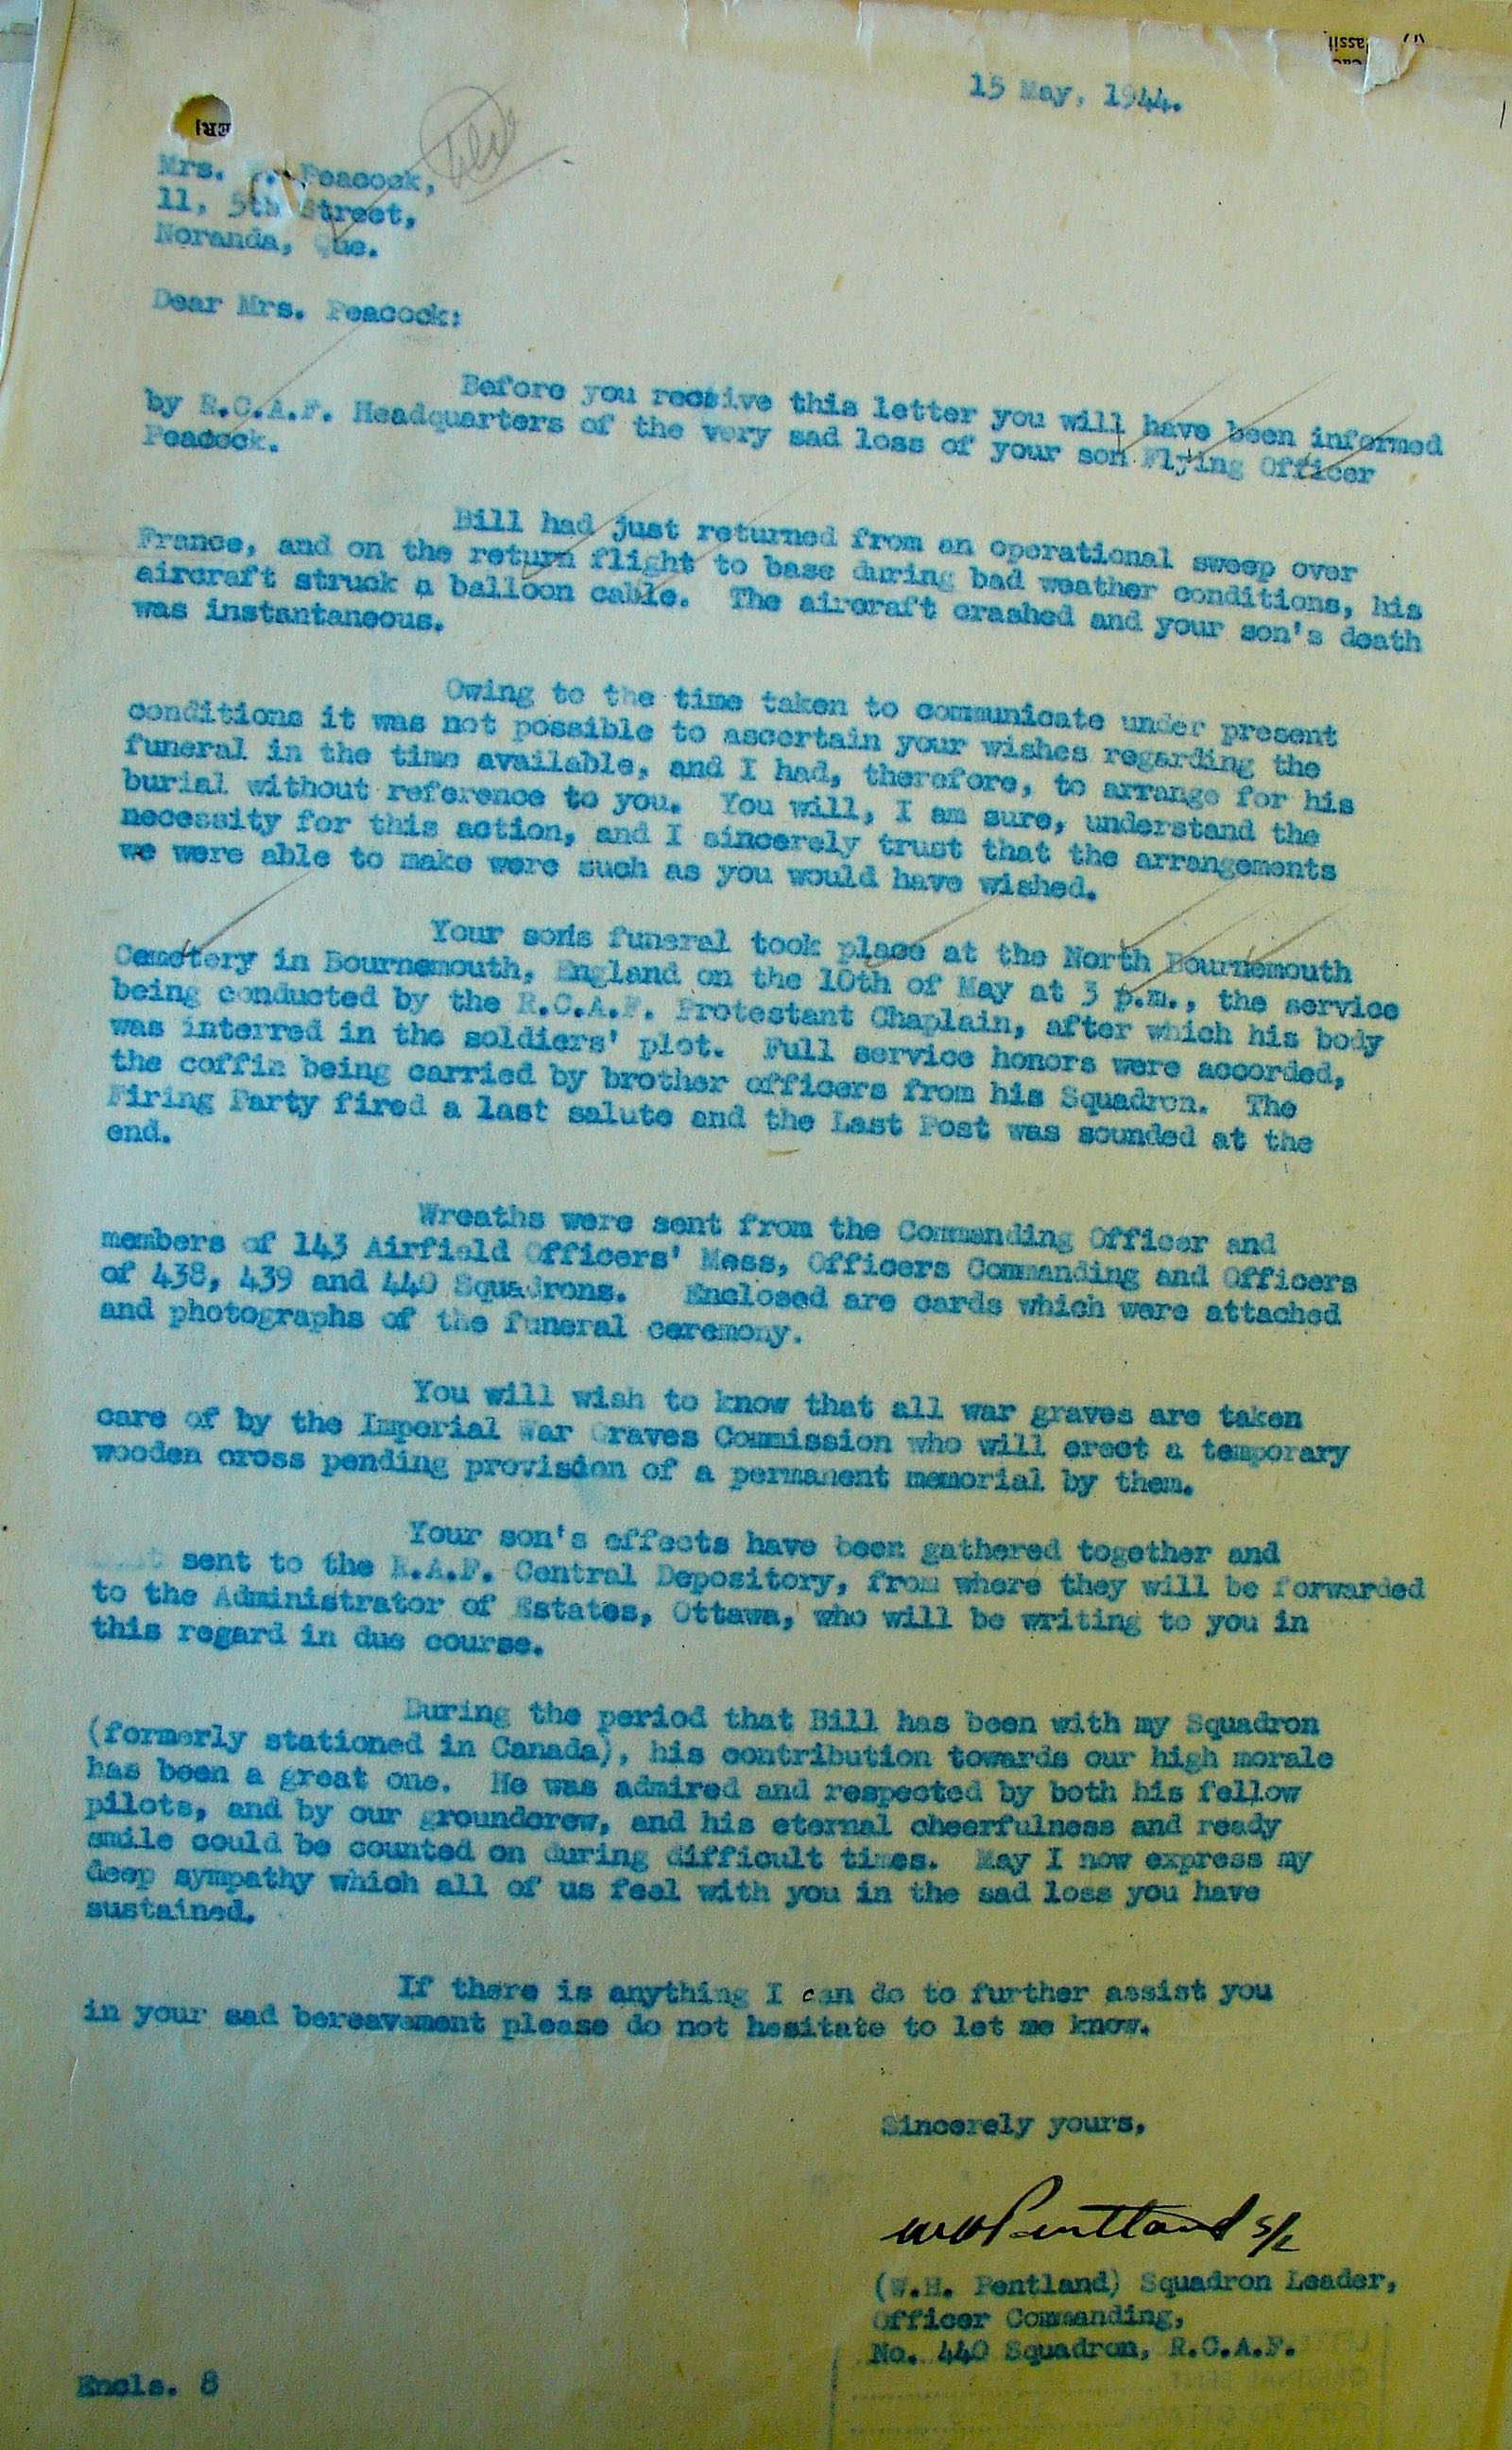 15 May, 1944.
Mrs. Peacock,
11, 5th Street,
Noranda, Que.
Dear Mrs. Peacock:
Before you receive this letter you will have been informed
by R.C.A.F. Headquarters of the very sad loss of your son Flying Officer
Peacock.
Bill had just returned from an operational sweep over
France, and on the return flight to base during bad weather conditions, his
aircraft struck a balloon cable. The aircraft crashed and your son's death
was instantaneous.
Owing to the time taken to communicate under present
conditions it was not possible to ascertain your wishes regarding the
funeral in the time available, and I had, therefore, to arrange for his
burial without reference to you. You will, I am sure, understand the
necessity for this action, and I sincerely trust that the arrangements
we were able to make were such as you would have wished.
Your sons funeral took place at the North Bournemouth
Cemetery in Bournemouth, England on the 10th of May at 3 p.m., the service
being conducted by the R.C.A.F. Protestant Chaplain, after which his body
was interred in the soldiers' plot. Full service honors were accorded,
the coffin being carried by brother officers from his Squadron. The
Firing Party fired a last salute and the Last Post was sounded at the
end.
Wreaths were sent from the Commanding Officer and
members of 143 Airfield Officers' Mess, Officers Commanding and Officers
of 438, 439 and 440 Squadrons. Enclosed are cards which were attached
and photographs of the funeral ceremony.
You will wish to know that all war graves are taken
care of by the Imperial War Graves Commission who will erect a temporary
wooden cross pending provision of a permanent memorial by them.
Your son's effects have been gathered together and
sent to the R.A.F. Central Depository, from where they will be forwarded
to the Administrator of Estates, Ottawa, who will be writing to you in
this regard in due course.
During the period that Bill has been with my Squadron
(formerly stationed in Canada), his contribution towards our high morale
has been a great one. He was admired and respected by both his fellow
pilots, and by our groundcrew, and his eternal cheerfulness and ready
smile could be counted on during difficult times. May I now express my
deep sympathy which all of us feel with you in the sad loss you have
sustained.
If there is anything I can do to further assist you
in your sad bereavement please do not hesitate to let me know.
Sincerely yours,
WH Pentland S/L
(W.H. Pentland) Squadron Leader,
Officer Commanding,
No. 440 Squadron, R.C.A.F.
Encls. 8